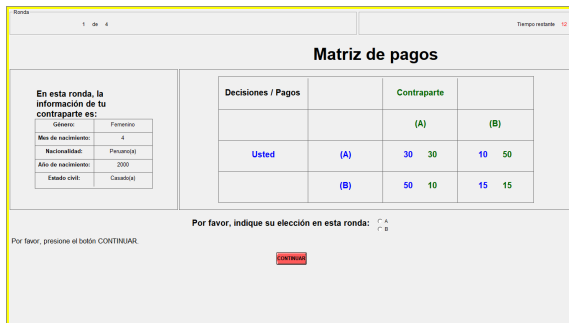 Ronda
1 de 4
Tiempo restante 12
Matriz de pagos
En esta ronda, la
información de tu
contraparte es:
Género: Femenino
Mes de nacimiento: 4
Nacionalidad: Peruano(a)
Año de nacimiento: 2000
Estado civil: Casado(a)
Decisiones / Pagos Contraparte
(A) (B)
Usted (A) 30 30 10 50
(B) 50 10 15 15
Por favor, indique su elección en esta ronda: A
B
Por favor, presione el botón CONTINUAR.
CONTINUAR